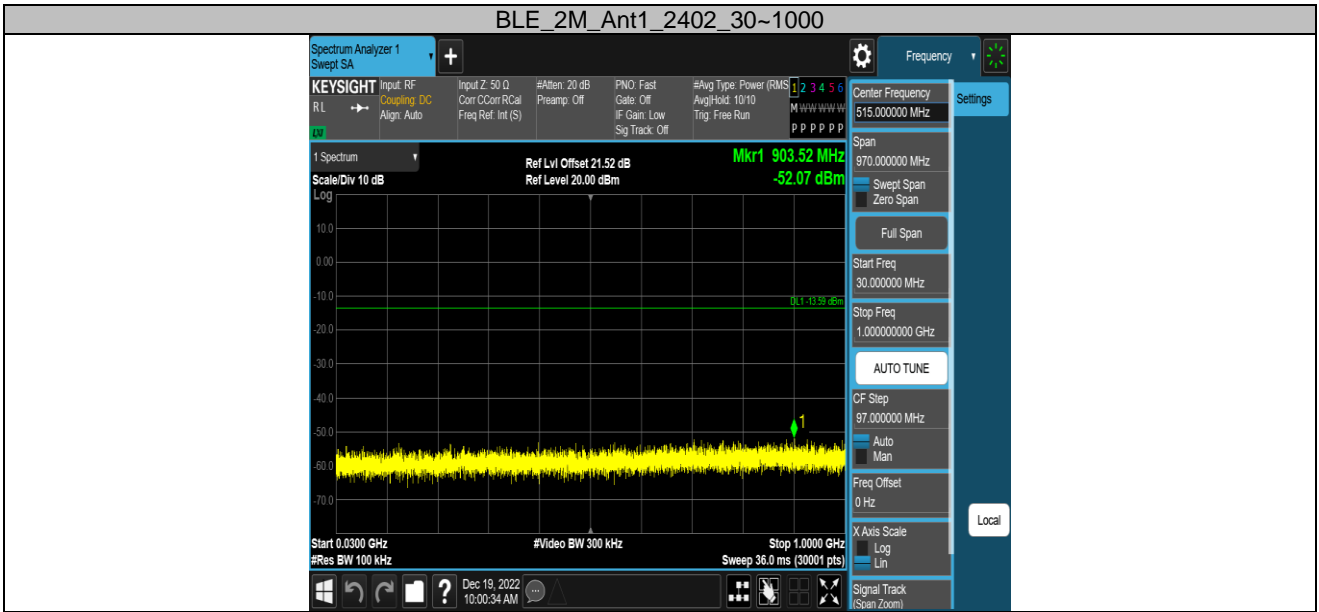 BLE_2M_Ant1_2402_30~1000
Spectrum Analyzer 1
Swept SA
+
Frequency
KEYSIGHT
RL
LXI
Input: RF
Coupling: DC
Align: Auto
Input Z: 50 Ω
Corr CCorr RCal
Freq Ref: Int (S)
#Atten: 20 dB
Preamp: Off
PNO: Fast
Gate: Off
IF Gain: Low
Sig Track: Off
#Avg Type: Power (RMS
Avg|Hold: 10/10
Trig: Free Run
1 2 3 4 5 6
M W W W W W
P P P P P P
1 Spectrum
Scale/Div 10 dB
Log
Ref Lvl Offset 21.52 dB
Ref Level 20.00 dBm
Mkr1 903.52 MHz
-52.07 dBm
10.0
0.00
-10.0
DL1 -13.59 dBm
-20.0
-30.0
-40.0
1
-50.0
-60.0
-70.0
Start 0.0300 GHz
#Res BW 100 kHz
#Video BW 300 kHz
Stop 1.0000 GHz
Sweep 36.0 ms (30001 pts)
?
Dec 19, 2022
10:00:34 AM
Center Frequency
515.000000 MHz
Span
970.000000 MHz
Swept Span
Zero Span
Full Span
Start Freq
30.000000 MHz
Stop Freq
1.000000000 GHz
AUTO TUNE
CF Step
97.000000 MHz
Auto
Man
Freq Offset
0 Hz
X Axis Scale
Log
Lin
Signal Track
(Span Zoom)
Settings
Local